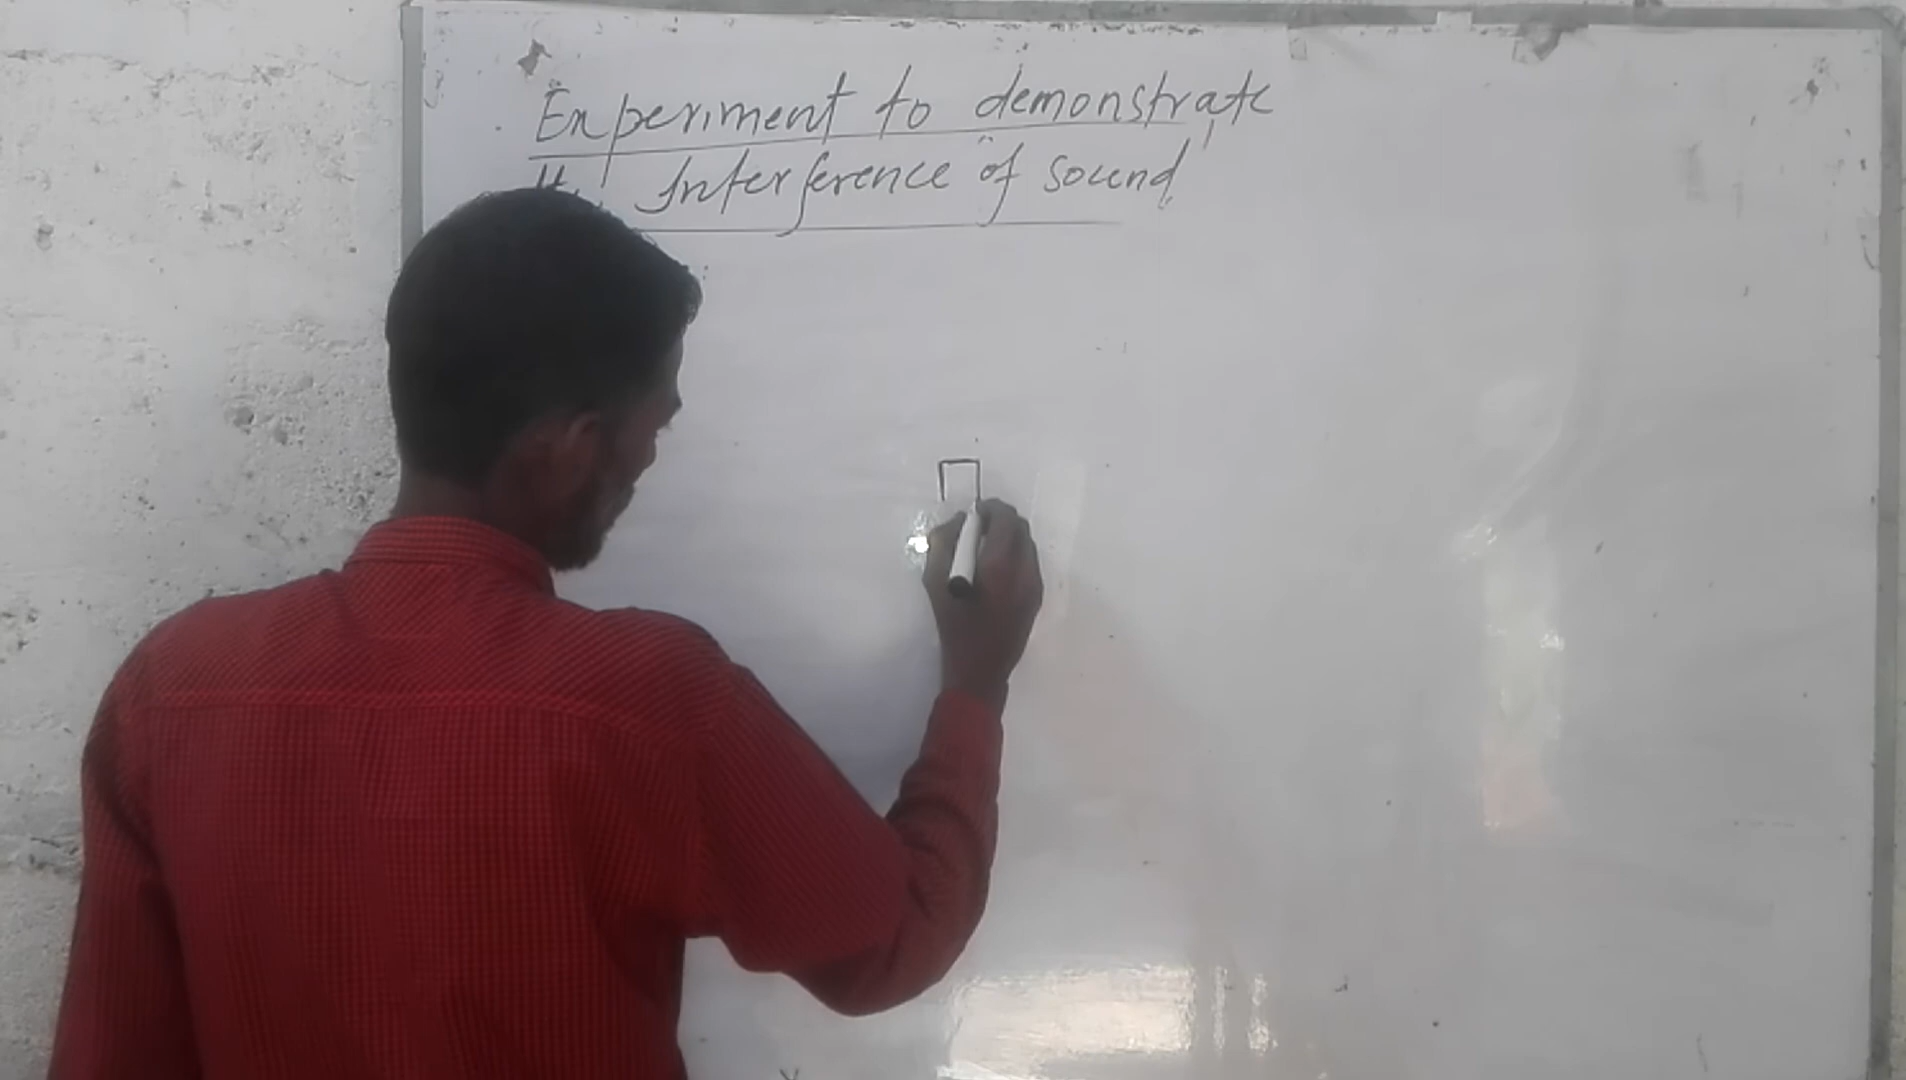 Experiment to demonstrate
Interference of sound